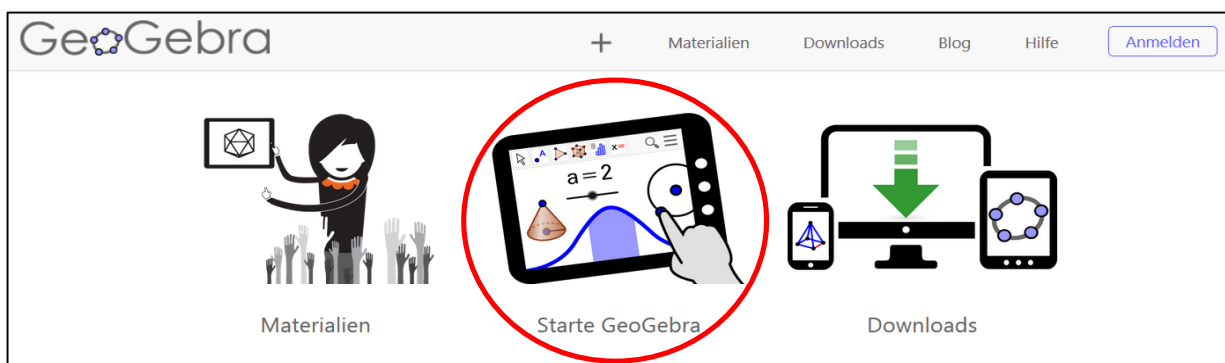 GeoGebra
+ Materialien Downloads Blog Hilfe Anmelden
A
x=
a=2
Materialien Starte GeoGebra Downloads